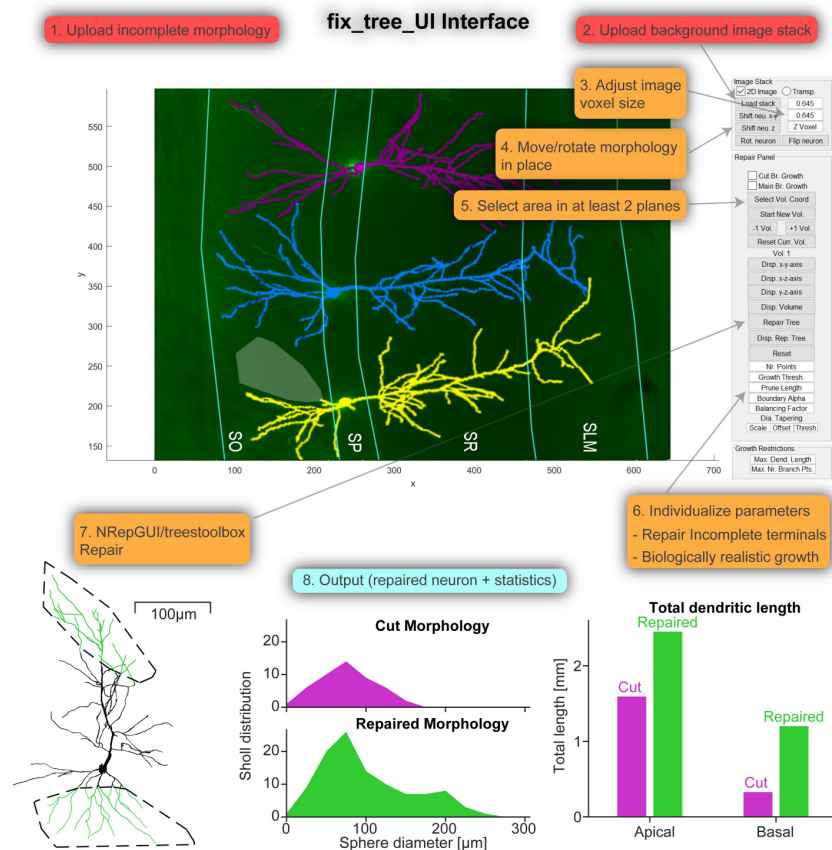 fix_tree_UI Interface
1. Upload incomplete morphology
2. Upload background image stack
3. Adjust image
voxel size
4. Move/rotate morphology
in place
5. Select area in at least 2 planes
Image Stack
2D Image
Transp.
Load stack
0.645
Shift neu. x-y
0.645
Shift neu. z
Z Voxel
Rot. neuron
Flip neuron
Repair Panel
Cut Br. Growth
Main Br. Growth
Select Vol. Coord
Start New Vol.
-1 Vol.
+1 Vol.
Reset Curr. Vol.
Vol. 1
Disp. x-y-axis
Disp. x-z-axis
Disp. y-z-axis
Disp. Volume
Repair Tree
Disp. Rep. Tree
Reset
Nr. Points
Growth Thresh.
Prune Length
Boundary Alpha
Balancing Factor
Dia. Tapering
Scale
Offset
Thresh
Growth Restrictions
Max. Dend. Length
Max. Nr. Branch Pts.
550
500
450
400
350
300
250
200
150
y
SO
SP
SR
SLM
0
100
200
300
400
500
600
700
x
7. NRepGUI/treestoolbox
Repair
6. Individualize parameters
- Repair Incomplete terminals
- Biologically realistic growth
8. Output (repaired neuron + statistics)
100µm
Cut Morphology
20
0
Repaired Morphology
20
0
Sholl distribution
0
100
200
300
Sphere diameter [µm]
Total dendritic length
Total length [mm]
2
0
Cut
Repaired
Cut
Repaired
Apical
Basal